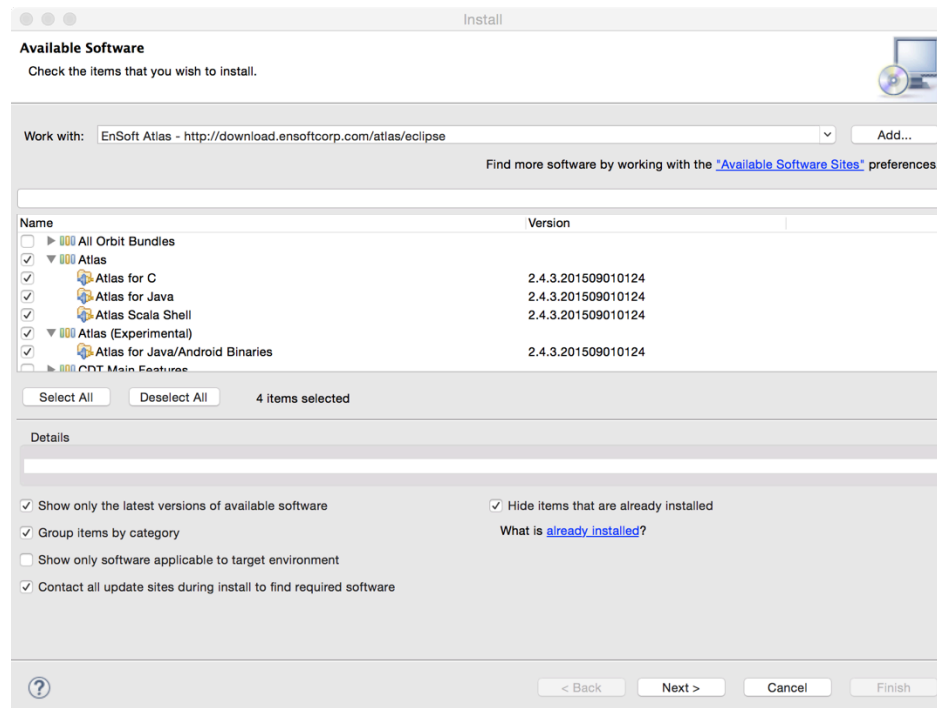 Install
Available Software
Check the items that you wish to install.
Work with: EnSoft Atlas - http://download.ensoftcorp.com/atlas/eclipse Add...
Find more software by working with the "Available Software Sites" preferences
Name Version
All Orbit Bundles
Atlas
Atlas for C 2.4.3.201509010124
Atlas for Java 2.4.3.201509010124
Atlas Scala Shell 2.4.3.201509010124
Atlas (Experimental)
Atlas for Java/Android Binaries 2.4.3.201509010124
CDT Main Features
Select All Deselect All 4 items selected
Details
Show only the latest versions of available software Hide items that are already installed
Group items by category What is already installed?
Show only software applicable to target environment
Contact all update sites during install to find required software
? < Back Next > Cancel Finish